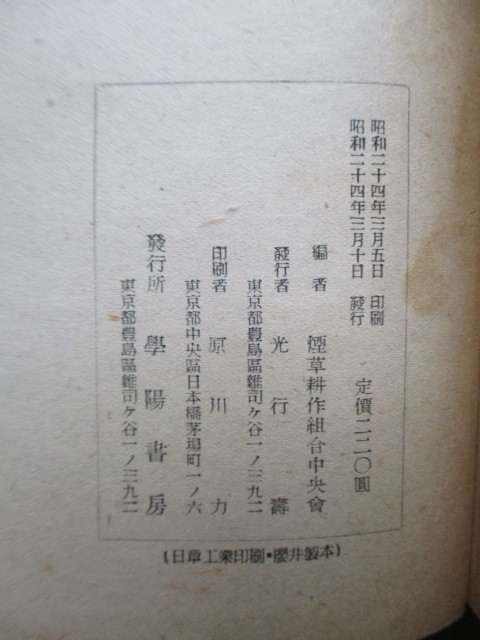 昭和二十四年三月五日 印刷
昭和二十四年三月十日 發行
定價二二〇圓
編者 煙草耕作組合中央會
發行者 光行壽
東京都豊島區雜司ヶ谷一ノ三九二
印刷者 原川力
東京都中央區日本橋茅場町一ノ六
發行所 學陽書房
東京都豊島區雜司ヶ谷一ノ三九二
(日章工業印刷・櫻井製本)